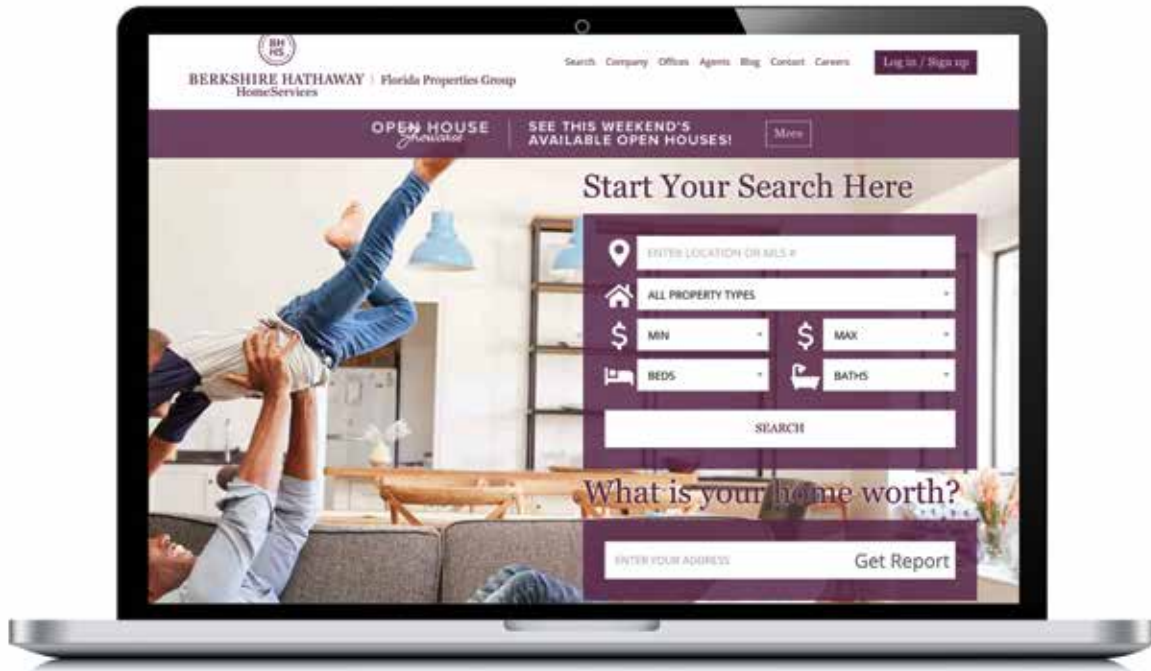 BH
HS
BERKSHIRE HATHAWAY | Florida Properties Group
HomeServices
Search Company Offices Agents Blog Contact Careers
Log in / Sign up
OPEN HOUSE
Showcase
SEE THIS WEEKEND'S
AVAILABLE OPEN HOUSES!
More
Start Your Search Here
ENTER LOCATION OR MLS #
ALL PROPERTY TYPES
$ MIN
$ MAX
BEDS
BATHS
SEARCH
What is your home worth?
ENTER YOUR ADDRESS
Get Report